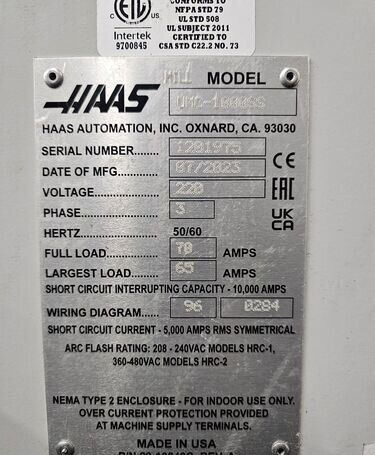 CONFORMS TO
NFPA STD 79
UL STD 508
UL SUBJECT 2011
CERTIFIED TO
CSA STD C22.2 NO. 73
ETL
C US
Intertek
9700845
HAAS
MILL MODEL
UMC-1000SS
HAAS AUTOMATION, INC. OXNARD, CA. 93030
SERIAL NUMBER.... 1201975
DATE OF MFG........ 07/2023
VOLTAGE............... 220
PHASE.................... 3
HERTZ 50/60
FULL LOAD............. 70 AMPS
LARGEST LOAD..... 65 AMPS
CE
EAC
UK
CA
SHORT CIRCUIT INTERRUPTING CAPACITY - 10,000 AMPS
WIRING DIAGRAM........ 96 0284
SHORT CIRCUIT CURRENT - 5,000 AMPS RMS SYMMETRICAL
ARC FLASH RATING: 208 - 240VAC MODELS HRC-1,
360-480VAC MODELS HRC-2
NEMA TYPE 2 ENCLOSURE - FOR INDOOR USE ONLY.
OVER CURRENT PROTECTION PROVIDED
AT MACHINE SUPPLY TERMINALS.
MADE IN USA